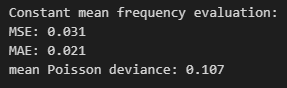 Constant mean frequency evaluation:
MSE: 0.031
MAE: 0.021
mean Poisson deviance: 0.107